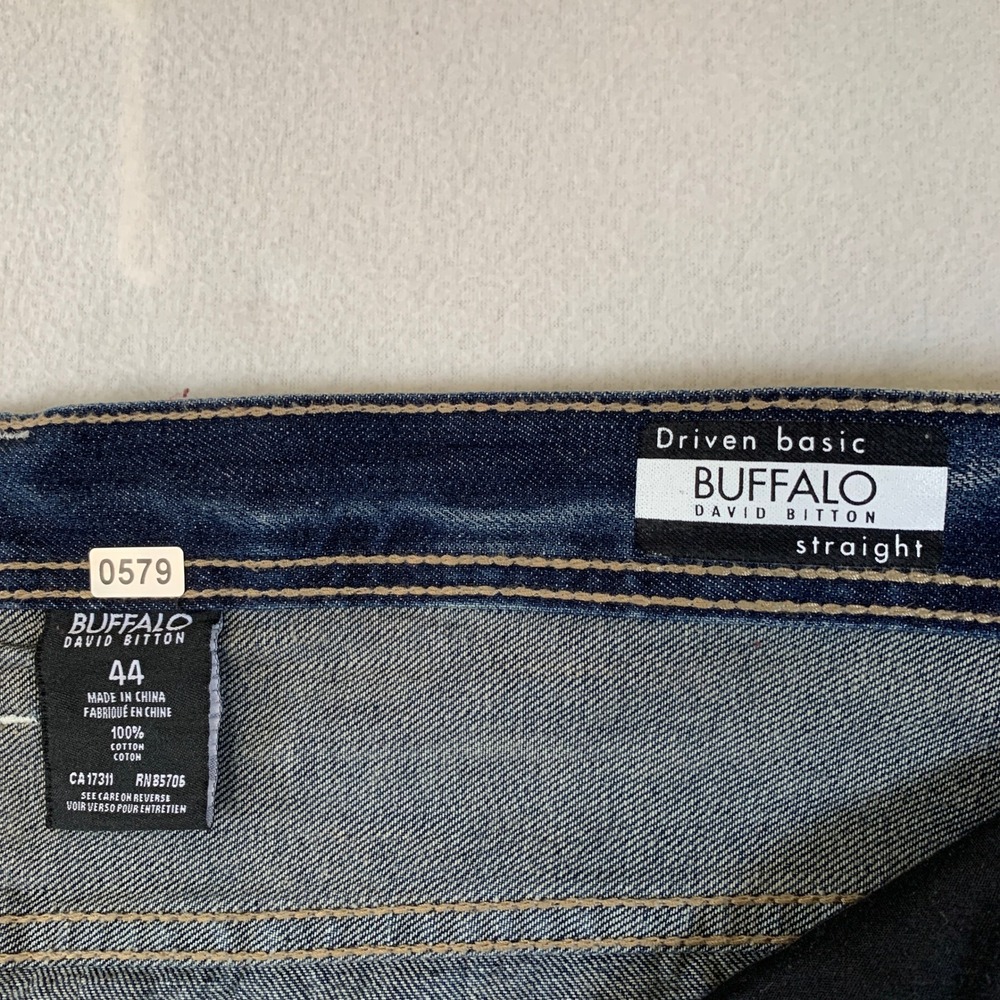 Driven basic
BUFFALO
DAVID BITTON
straight
0579
BUFFALO
DAVID BITTON
44
MADE IN CHINA
FABRIQUÉ EN CHINE
100%
COTTON
COTON
CA17311 RN85706
SEE CARE ON REVERSE
VOIR VERSO POUR ENTRETIEN